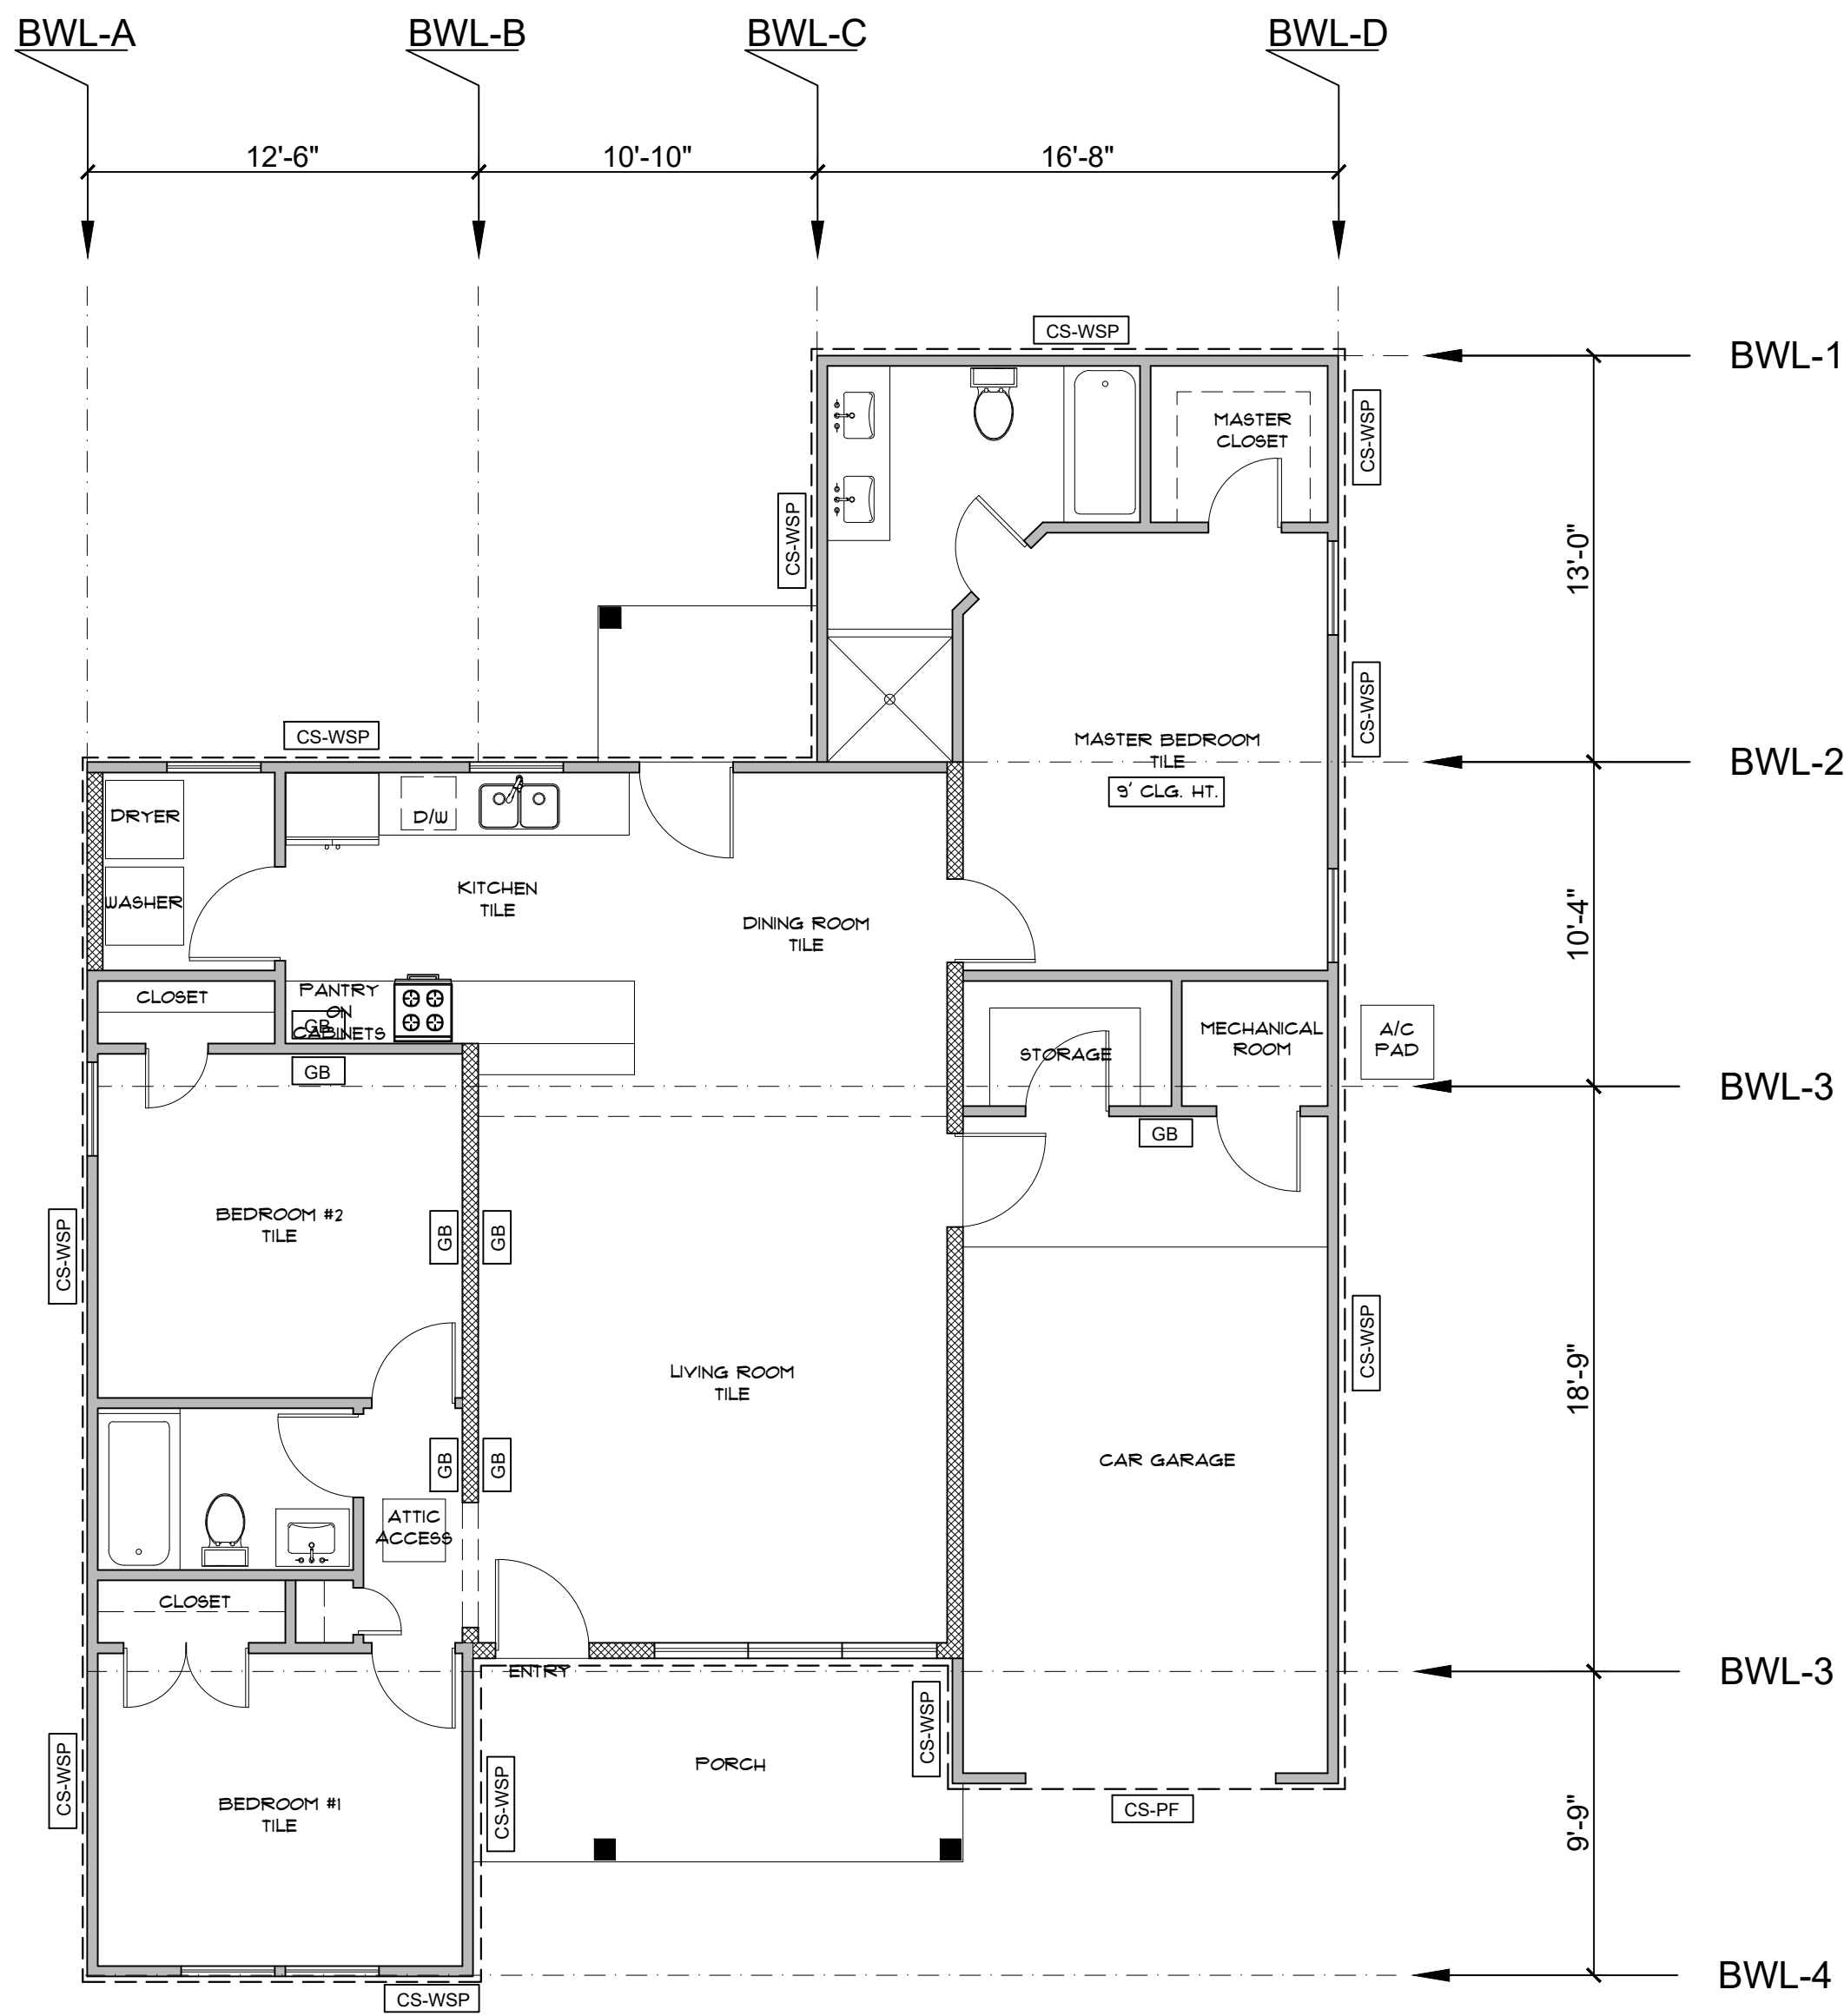 BWL-A
BWL-B
BWL-C
BWL-D
12'-6"
10'-10"
16'-8"
CS-WSP
BWL-1
MASTER
CLOSET
CS-WSP
CS-WSP
13'-0"
CS-WSP
CS-WSP
MASTER BEDROOM
TILE
9' CLG. HT.
BWL-2
DRYER
D/W
WASHER
KITCHEN
TILE
DINING ROOM
TILE
10'-4"
CLOSET
PANTRY
ON
CABINETS
GB
GB
STORAGE
MECHANICAL
ROOM
A/C
PAD
BWL-3
GB
BEDROOM #2
TILE
CS-WSP
GB
GB
LIVING ROOM
TILE
CS-WSP
18'-9"
GB
GB
CAR GARAGE
ATTIC
ACCESS
CLOSET
ENTRY
BWL-3
CS-WSP
CS-WSP
CS-WSP
PORCH
BEDROOM #1
TILE
CS-PF
9'-9"
BWL-4
CS-WSP